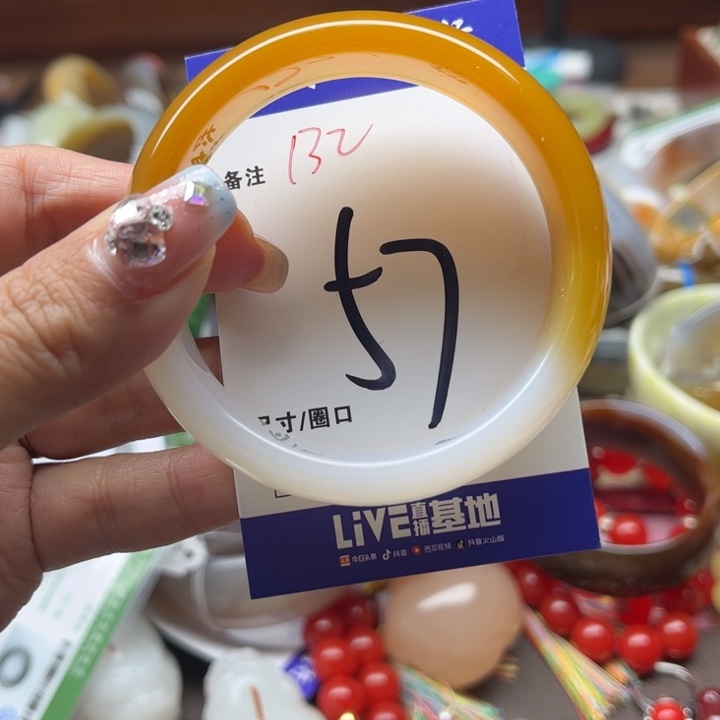 备注 132
57
尺寸/圈口
LiVE直播基地
今日头条 抖音 西瓜视频 抖音火山版